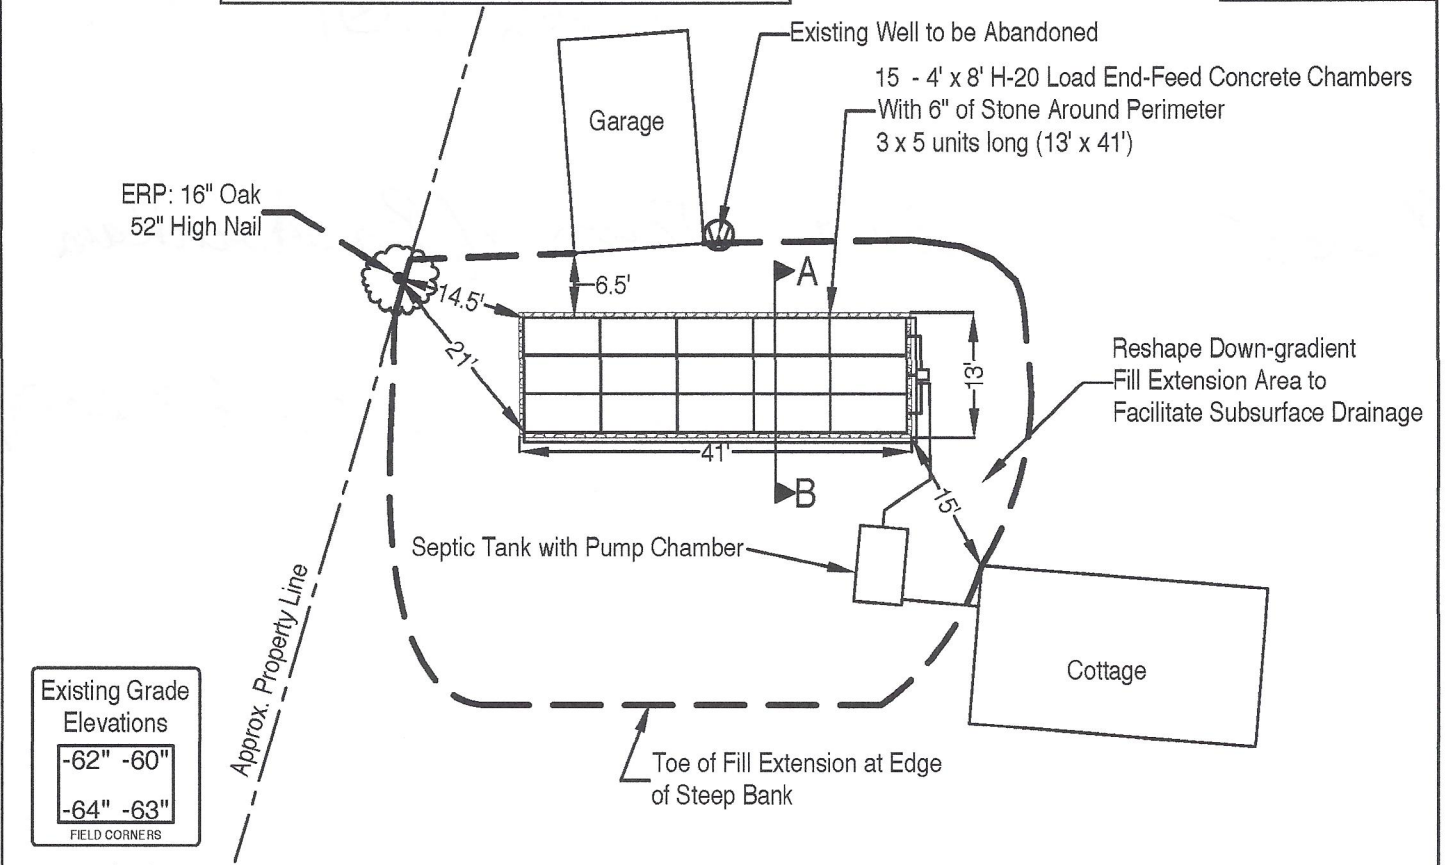 Existing Well to be Abandoned
15 - 4' x 8' H-20 Load End-Feed Concrete Chambers
With 6" of Stone Around Perimeter
3 x 5 units long (13' x 41')
Garage
ERP: 16" Oak
52" High Nail
W
6.5'
A
14.5'
21'
13'
Reshape Down-gradient
Fill Extension Area to
Facilitate Subsurface Drainage
41'
B
15'
Septic Tank with Pump Chamber
Approx. Property Line
Cottage
Existing Grade
Elevations
-62" -60"
-64" -63"
FIELD CORNERS
Toe of Fill Extension at Edge
of Steep Bank